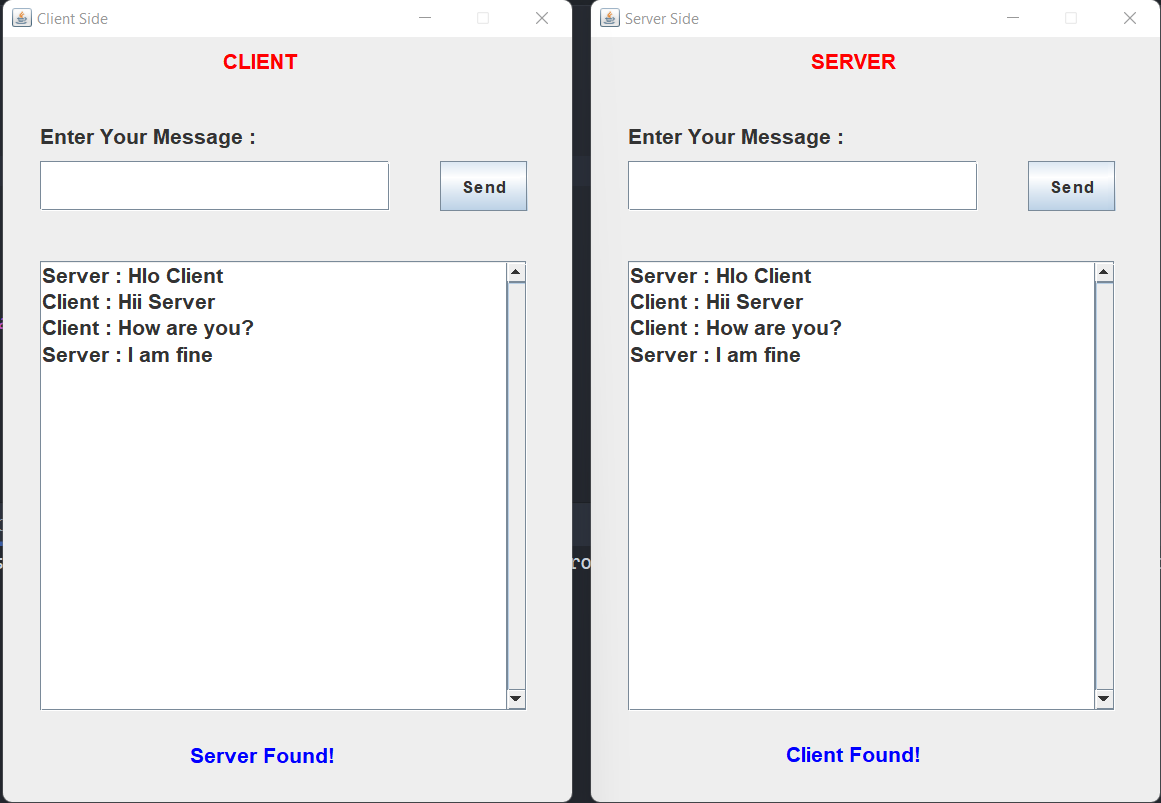 Client Side
CLIENT
Enter Your Message :
Send
Server : Hlo Client
Client : Hii Server
Client : How are you?
Server : I am fine
Server Found!
Server Side
SERVER
Enter Your Message :
Send
Server : Hlo Client
Client : Hii Server
Client : How are you?
Server : I am fine
Client Found!
ro